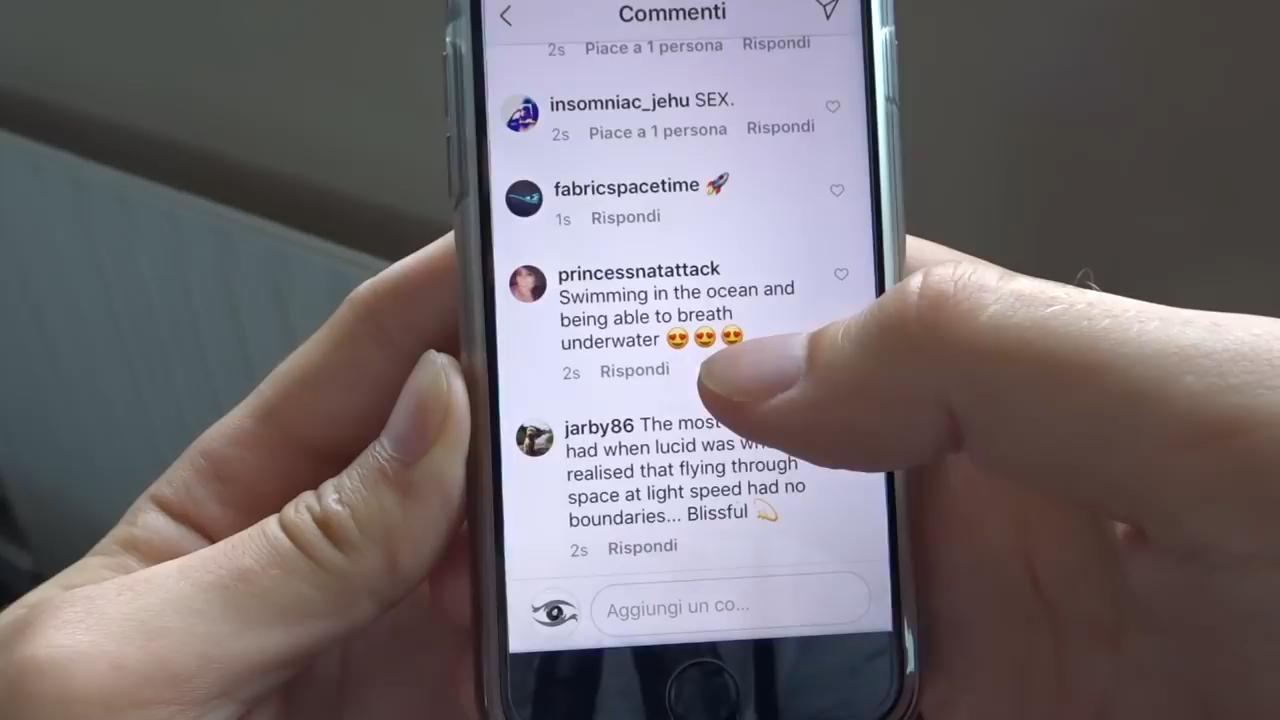 Commenti
2s Piace a 1 persona Rispondi
insomniac_jehu SEX.
2s Piace a 1 persona Rispondi
fabricspacetime 🚀
1s Rispondi
princessnatattack
Swimming in the ocean and
being able to breath
underwater 😍😍😍
2s Rispondi
jarby86 The most
had when lucid was
realised that flying through
space at light speed had no
boundaries... Blissful 💫
2s Rispondi
Aggiungi un co...